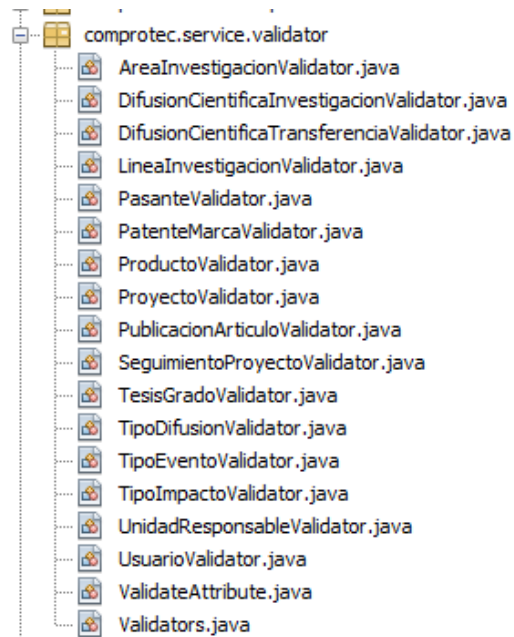 comprotec.service.validator
AreaInvestigacionValidator.java
DifusionCientificaInvestigacionValidator.java
DifusionCientificaTransferenciaValidator.java
LineaInvestigacionValidator.java
PasanteValidator.java
PatenteMarcaValidator.java
ProductoValidator.java
ProyectoValidator.java
PublicacionArticuloValidator.java
SeguimientoProyectoValidator.java
TesisGradoValidator.java
TipoDifusionValidator.java
TipoEventoValidator.java
TipoImpactoValidator.java
UnidadResponsableValidator.java
UsuarioValidator.java
ValidateAttribute.java
Validators.java